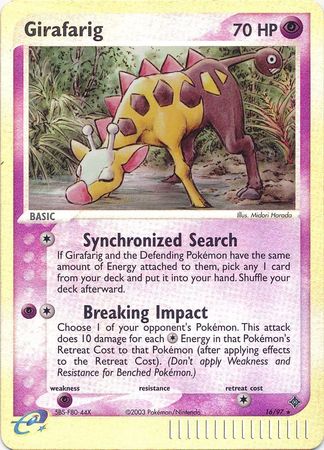 Girafarig 70 HP
BASIC
Illus. Midori Harada
Synchronized Search
If Girafarig and the Defending Pokémon have the same
amount of Energy attached to them, pick any 1 card
from your deck and put it into your hand. Shuffle your
deck afterward.
Breaking Impact
Choose 1 of your opponent's Pokémon. This attack
does 10 damage for each Energy in that Pokémon's
Retreat Cost to that Pokémon (after applying effects
to the Retreat Cost). (Don't apply Weakness and
Resistance for Benched Pokémon.)
weakness resistance retreat cost
SBS-F80-44X ©2003 Pokémon/Nintendo 16/97 ★
e